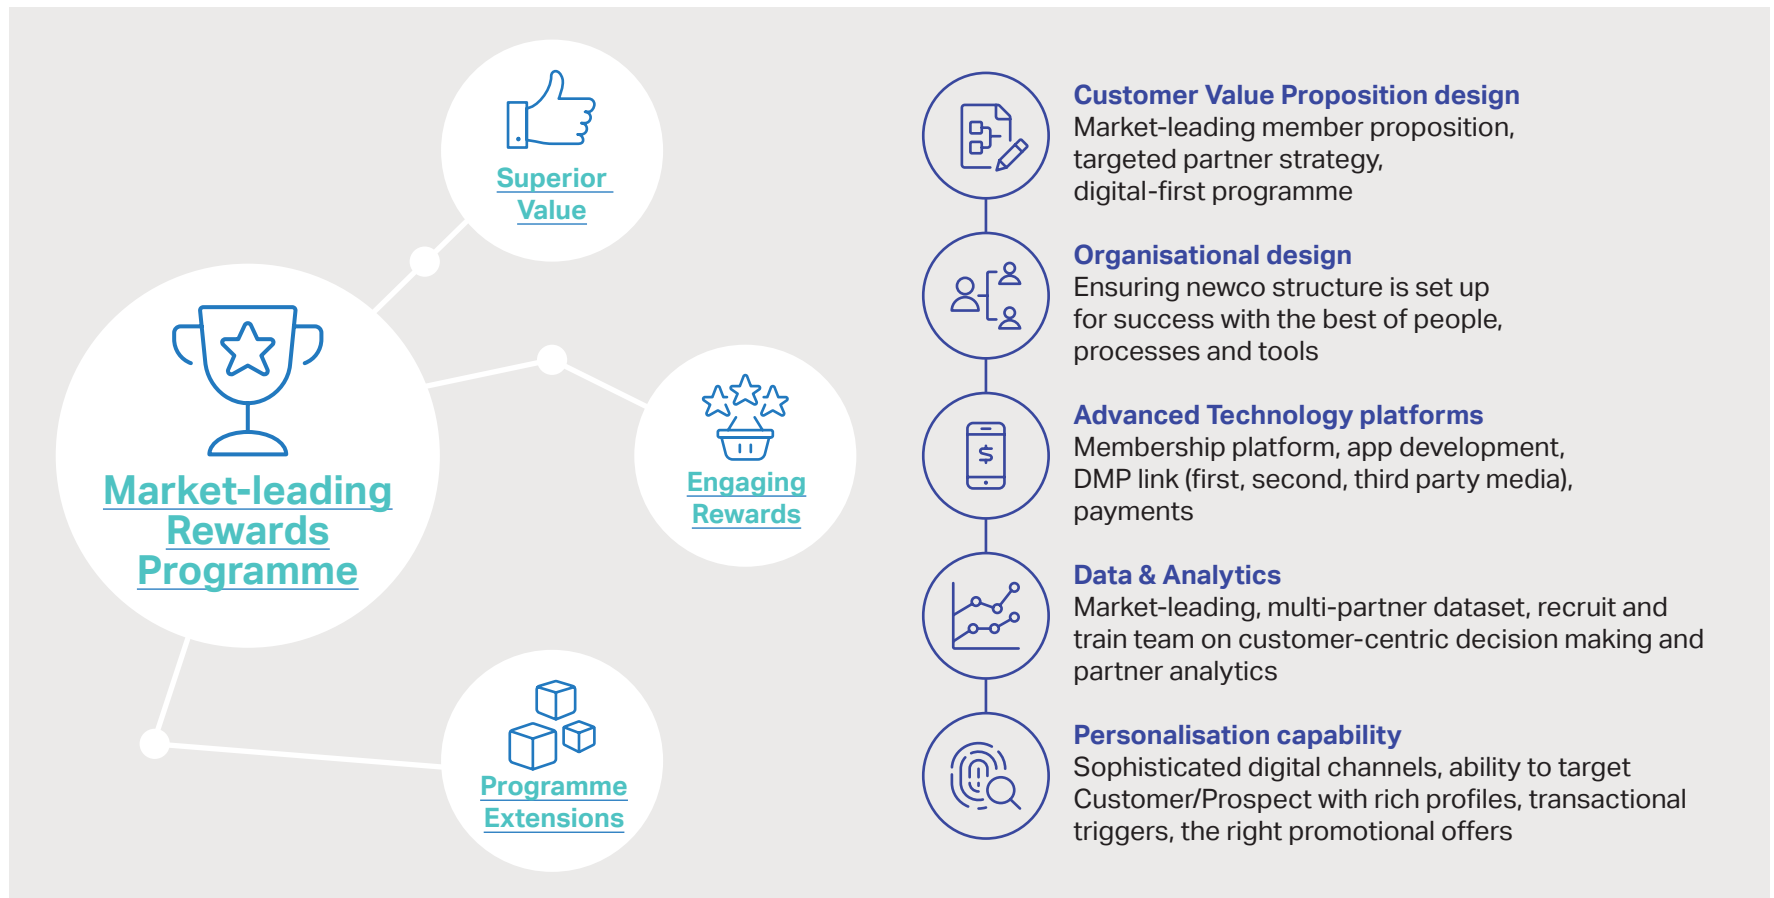 Superior
Value
Market-leading
Rewards
Programme
Engaging
Rewards
Programme
Extensions
Customer Value Proposition design
Market-leading member proposition,
targeted partner strategy,
digital-first programme
Organisational design
Ensuring newco structure is set up
for success with the best of people,
processes and tools
$
Advanced Technology platforms
Membership platform, app development,
DMP link (first, second, third party media),
payments
Data & Analytics
Market-leading, multi-partner dataset, recruit and
train team on customer-centric decision making and
partner analytics
Personalisation capability
Sophisticated digital channels, ability to target
Customer/Prospect with rich profiles, transactional
triggers, the right promotional offers